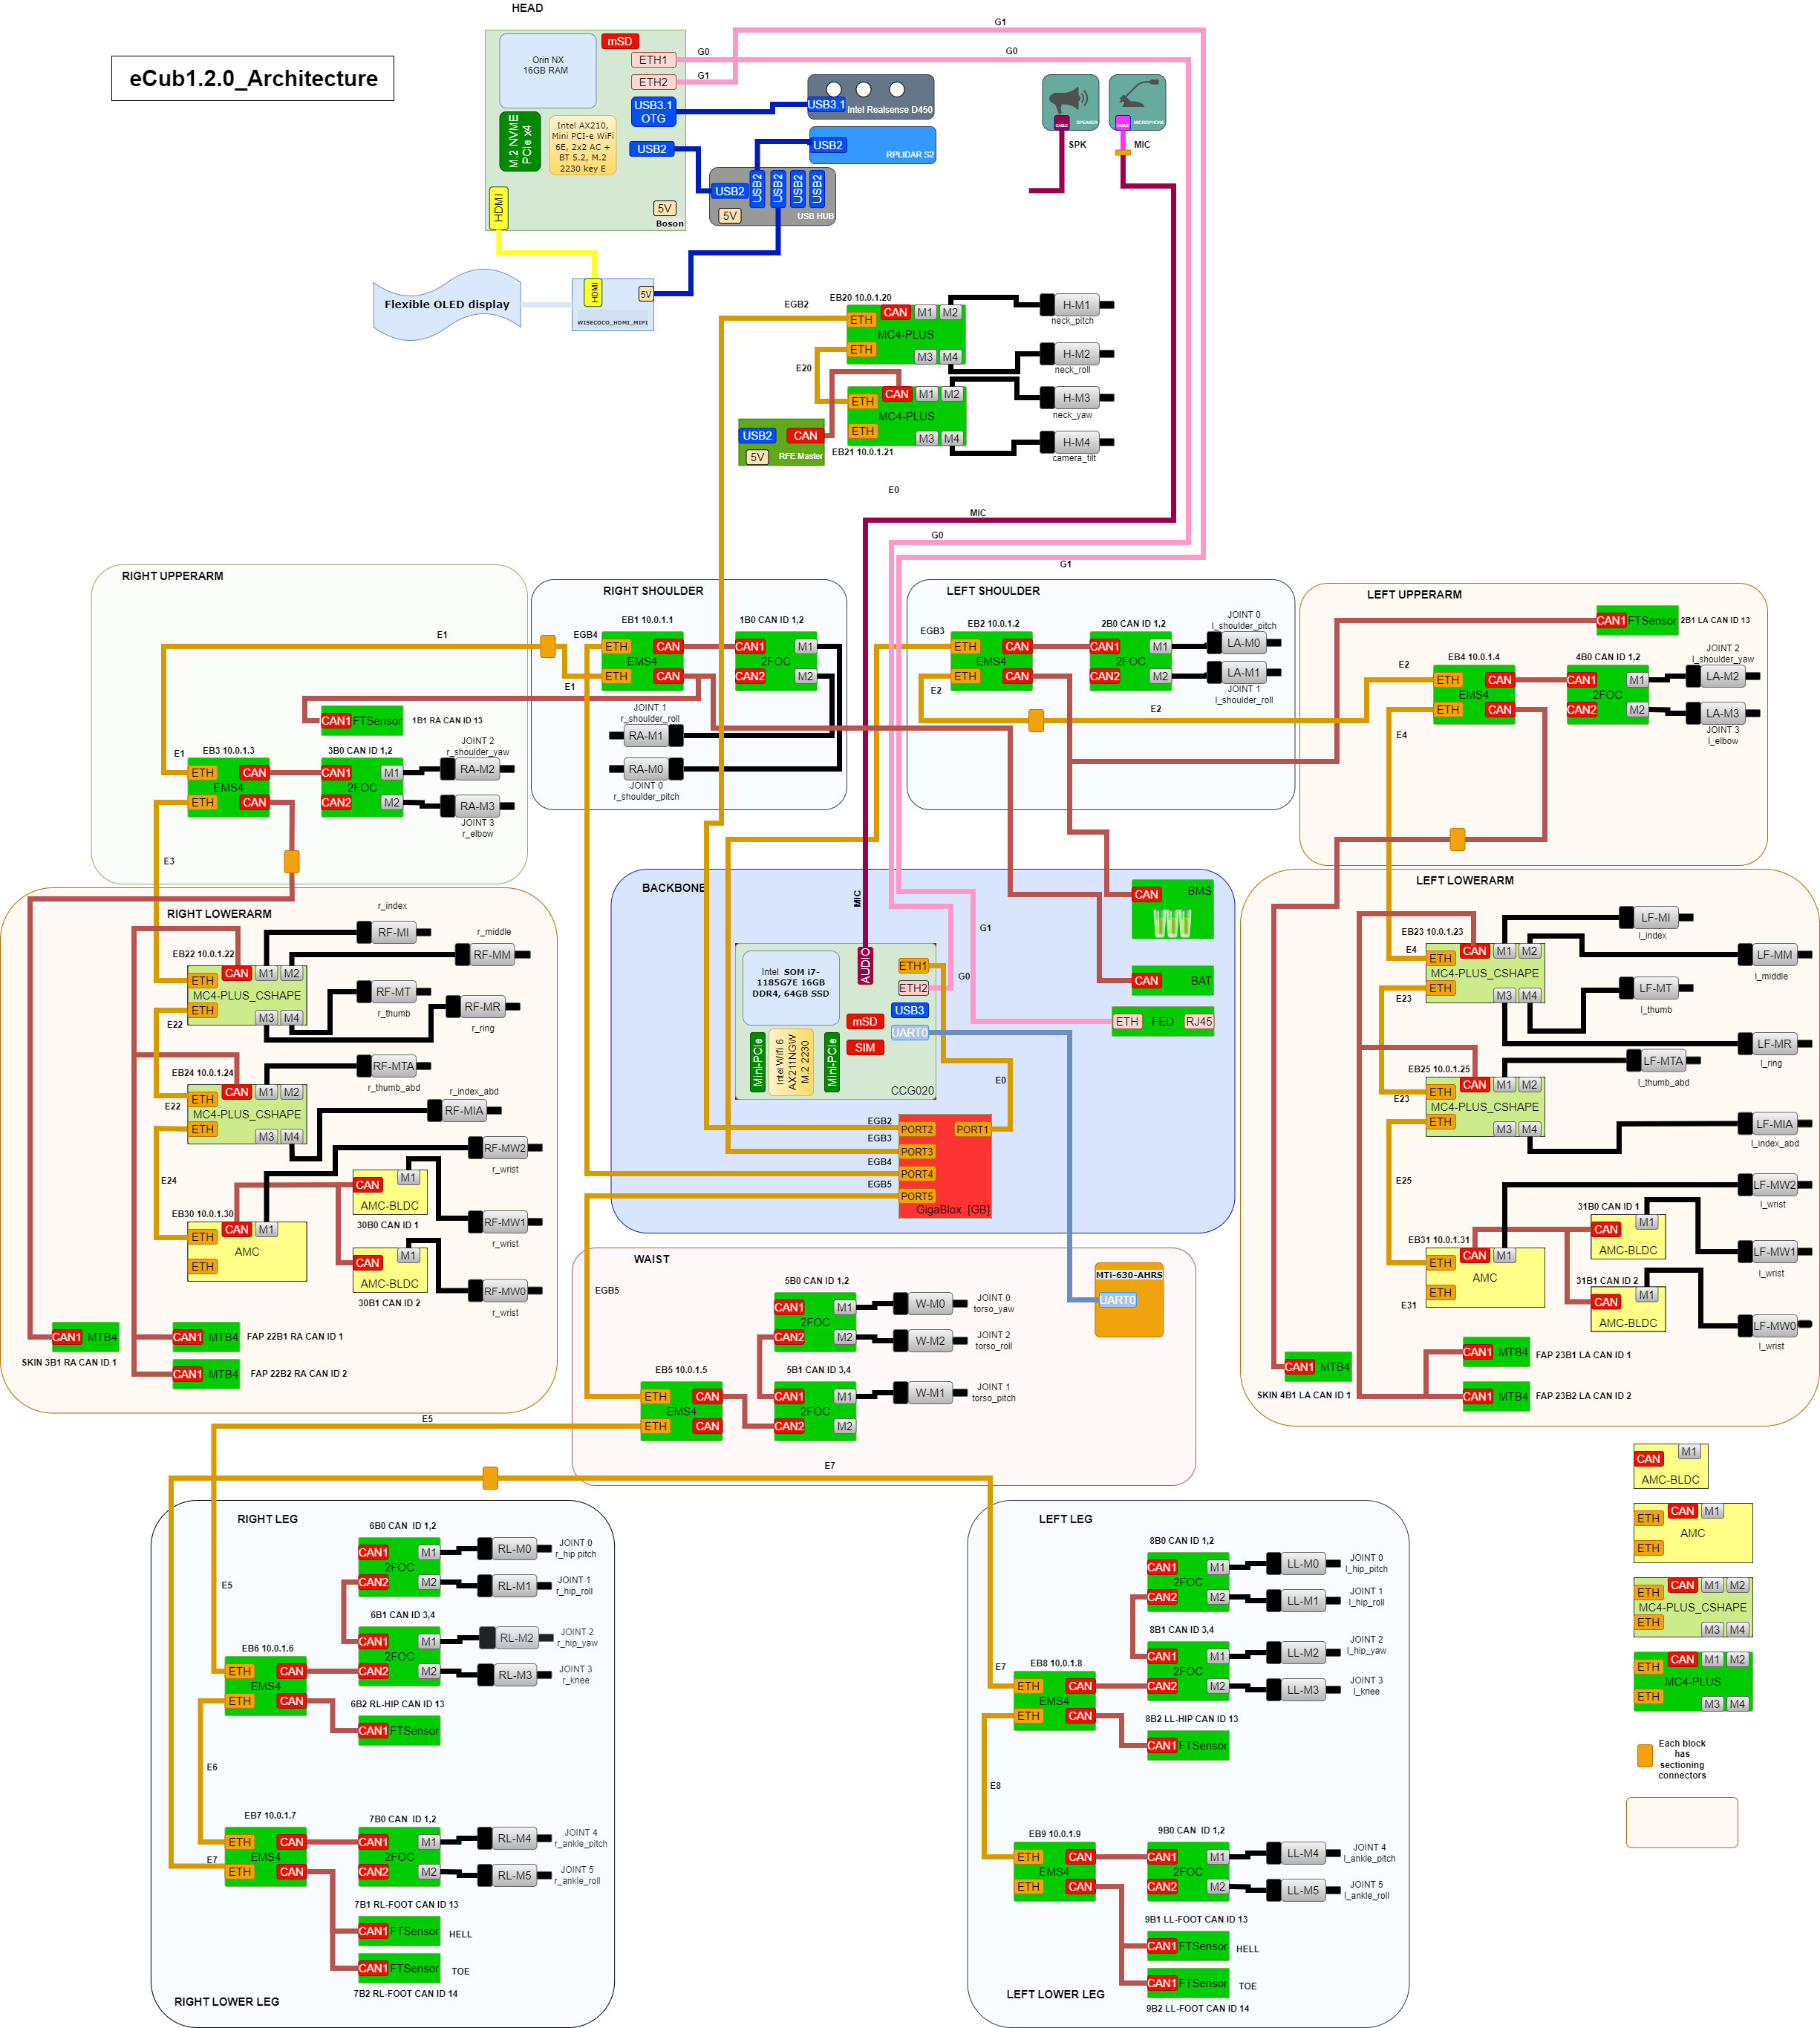 HEAD
eCub1.2.0_Architecture
Orin NX
16GB RAM
mSD
ETH1
ETH2
USB3.1
OTG
USB2
M.2 NVME
PCIe x4
Intel AX210,
Mini PCI-e WiFi
6E, 2x2 AC +
BT 5.2, M.2
2230 key E
HDMI
5V
Boson
G0
G1
G1
G0
USB3.1
Intel Realsense D450
USB2
RPLIDAR S2
USB2
USB2
USB2
USB2
USB2
5V
USB HUB
CABLE
SPEAKER
CABLE
MICROPHONE
SPK
MIC
Flexible OLED display
HDMI
5V
WISECOCO_HDMI_MIPI
EGB2
EB20 10.0.1.20
ETH
CAN
M1
M2
MC4-PLUS
ETH
M3
M4
H-M1
neck_pitch
H-M2
neck_roll
E20
ETH
CAN
M1
M2
MC4-PLUS
ETH
M3
M4
EB21 10.0.1.21
H-M3
neck_yaw
H-M4
camera_tilt
USB2
CAN
5V
RFE Master
E0
MIC
G0
G1
RIGHT UPPERARM
E1
CAN1
FTSensor
1B1 RA CAN ID 13
E1
EB3 10.0.1.3
ETH
CAN
EMS4
ETH
CAN
3B0 CAN ID 1,2
CAN1
M1
2FOC
CAN2
M2
JOINT 2
r_shoulder_yaw
RA-M2
RA-M3
JOINT 3
r_elbow
E3
RIGHT SHOULDER
EGB4
EB1 10.0.1.1
ETH
CAN
EMS4
ETH
CAN
E1
1B0 CAN ID 1,2
CAN1
M1
2FOC
CAN2
M2
JOINT 1
r_shoulder_roll
RA-M1
RA-M0
JOINT 0
r_shoulder_pitch
LEFT SHOULDER
EGB3
EB2 10.0.1.2
ETH
CAN
EMS4
ETH
CAN
E2
2B0 CAN ID 1,2
CAN1
M1
2FOC
CAN2
M2
JOINT 0
l_shoulder_pitch
LA-M0
LA-M1
JOINT 1
l_shoulder_roll
E2
LEFT UPPERARM
CAN1
FTSensor
2B1 LA CAN ID 13
E2
EB4 10.0.1.4
ETH
CAN
EMS4
ETH
CAN
E4
4B0 CAN ID 1,2
CAN1
M1
2FOC
CAN2
M2
JOINT 2
l_shoulder_yaw
LA-M2
LA-M3
JOINT 3
l_elbow
RIGHT LOWERARM
r_index
RF-MI
r_middle
RF-MM
EB22 10.0.1.22
ETH
CAN
M1
M2
MC4-PLUS_CSHAPE
ETH
M3
M4
RF-MT
r_thumb
RF-MR
r_ring
E22
EB24 10.0.1.24
ETH
CAN
M1
M2
MC4-PLUS_CSHAPE
ETH
M3
M4
E22
RF-MTA
r_thumb_abd
r_index_abd
RF-MIA
RF-MW2
r_wrist
E24
EB30 10.0.1.30
ETH
CAN
M1
AMC
ETH
CAN
M1
AMC-BLDC
30B0 CAN ID 1
RF-MW1
r_wrist
CAN
M1
AMC-BLDC
30B1 CAN ID 2
RF-MW0
r_wrist
CAN1
MTB4
SKIN 3B1 RA CAN ID 1
CAN1
MTB4
FAP 22B1 RA CAN ID 1
CAN1
MTB4
FAP 22B2 RA CAN ID 2
BACKBONE
MIC
G1
G0
Intel SOM i7-
1185G7E 16GB
DDR4, 64GB SSD
AUDIO
ETH1
ETH2
USB3
UART0
mSD
SIM
Mini-PCIe
Intel Wifi 6
AX211NGW
M.2 2230
Mini-PCIe
CCG020
E0
CAN
BMS
CAN
BAT
ETH
FED
RJ45
EGB2
PORT2
PORT1
EGB3
PORT3
EGB4
PORT4
EGB5
PORT5
GigaBlox [GB]
LEFT LOWERARM
LF-MI
l_index
EB23 10.0.1.23
E4
ETH
CAN
M1
M2
MC4-PLUS_CSHAPE
ETH
M3
M4
LF-MM
l_middle
LF-MT
l_thumb
E23
LF-MR
l_ring
EB25 10.0.1.25
ETH
CAN
M1
M2
MC4-PLUS_CSHAPE
ETH
M3
M4
E23
LF-MTA
l_thumb_abd
LF-MIA
l_index_abd
E25
LF-MW2
l_wrist
EB31 10.0.1.31
ETH
CAN
M1
AMC
ETH
E31
31B0 CAN ID 1
CAN
M1
AMC-BLDC
LF-MW1
l_wrist
31B1 CAN ID 2
CAN
M1
AMC-BLDC
LF-MW0
l_wrist
CAN1
MTB4
SKIN 4B1 LA CAN ID 1
CAN1
MTB4
FAP 23B1 LA CAN ID 1
CAN1
MTB4
FAP 23B2 LA CAN ID 2
WAIST
EGB5
5B0 CAN ID 1,2
CAN1
M1
2FOC
CAN2
M2
W-M0
JOINT 0
torso_yaw
W-M2
JOINT 2
torso_roll
MTi-630-AHRS
UART0
EB5 10.0.1.5
ETH
CAN
EMS4
ETH
CAN
5B1 CAN ID 3,4
CAN1
M1
2FOC
CAN2
M2
W-M1
JOINT 1
torso_pitch
E5
E7
RIGHT LEG
E5
6B0 CAN ID 1,2
CAN1
M1
2FOC
CAN2
M2
RL-M0
JOINT 0
r_hip pitch
RL-M1
JOINT 1
r_hip_roll
6B1 CAN ID 3,4
CAN1
M1
2FOC
CAN2
M2
RL-M2
JOINT 2
r_hip_yaw
RL-M3
JOINT 3
r_knee
EB6 10.0.1.6
ETH
CAN
EMS4
ETH
CAN
6B2 RL-HIP CAN ID 13
CAN1
FTSensor
E6
EB7 10.0.1.7
ETH
CAN
EMS4
ETH
CAN
E7
7B0 CAN ID 1,2
CAN1
M1
2FOC
CAN2
M2
RL-M4
JOINT 4
r_ankle_pitch
RL-M5
JOINT 5
r_ankle_roll
7B1 RL-FOOT CAN ID 13
CAN1
FTSensor
HELL
CAN1
FTSensor
TOE
7B2 RL-FOOT CAN ID 14
RIGHT LOWER LEG
LEFT LEG
8B0 CAN ID 1,2
CAN1
M1
2FOC
CAN2
M2
LL-M0
JOINT 0
l_hip_pitch
LL-M1
JOINT 1
l_hip_roll
8B1 CAN ID 3,4
CAN1
M1
2FOC
CAN2
M2
LL-M2
JOINT 2
l_hip_yaw
LL-M3
JOINT 3
l_knee
E7
EB8 10.0.1.8
ETH
CAN
EMS4
ETH
CAN
8B2 LL-HIP CAN ID 13
CAN1
FTSensor
E8
EB9 10.0.1.9
ETH
CAN
EMS4
ETH
CAN
9B0 CAN ID 1,2
CAN1
M1
2FOC
CAN2
M2
LL-M4
JOINT 4
l_ankle_pitch
LL-M5
JOINT 5
l_ankle_roll
9B1 LL-FOOT CAN ID 13
CAN1
FTSensor
HELL
CAN1
FTSensor
TOE
9B2 LL-FOOT CAN ID 14
LEFT LOWER LEG
CAN
M1
AMC-BLDC
ETH
CAN
M1
AMC
ETH
ETH
CAN
M1
M2
MC4-PLUS_CSHAPE
ETH
M3
M4
ETH
CAN
M1
M2
MC4-PLUS
ETH
M3
M4
Each block
has
sectioning
connectors